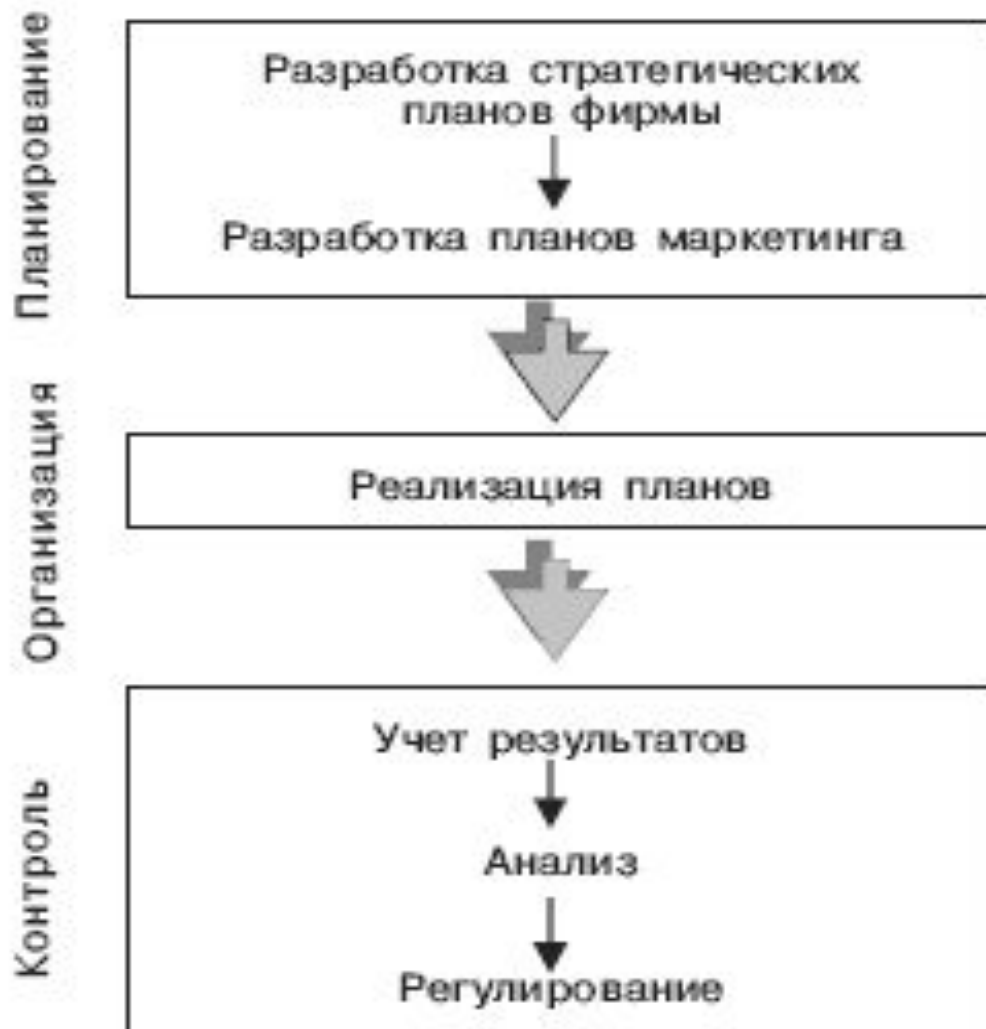 Планирование
Разработка стратегических
планов фирмы
Разработка планов маркетинга
Организация
Реализация планов
Контроль
Учет результатов
Анализ
Регулирование